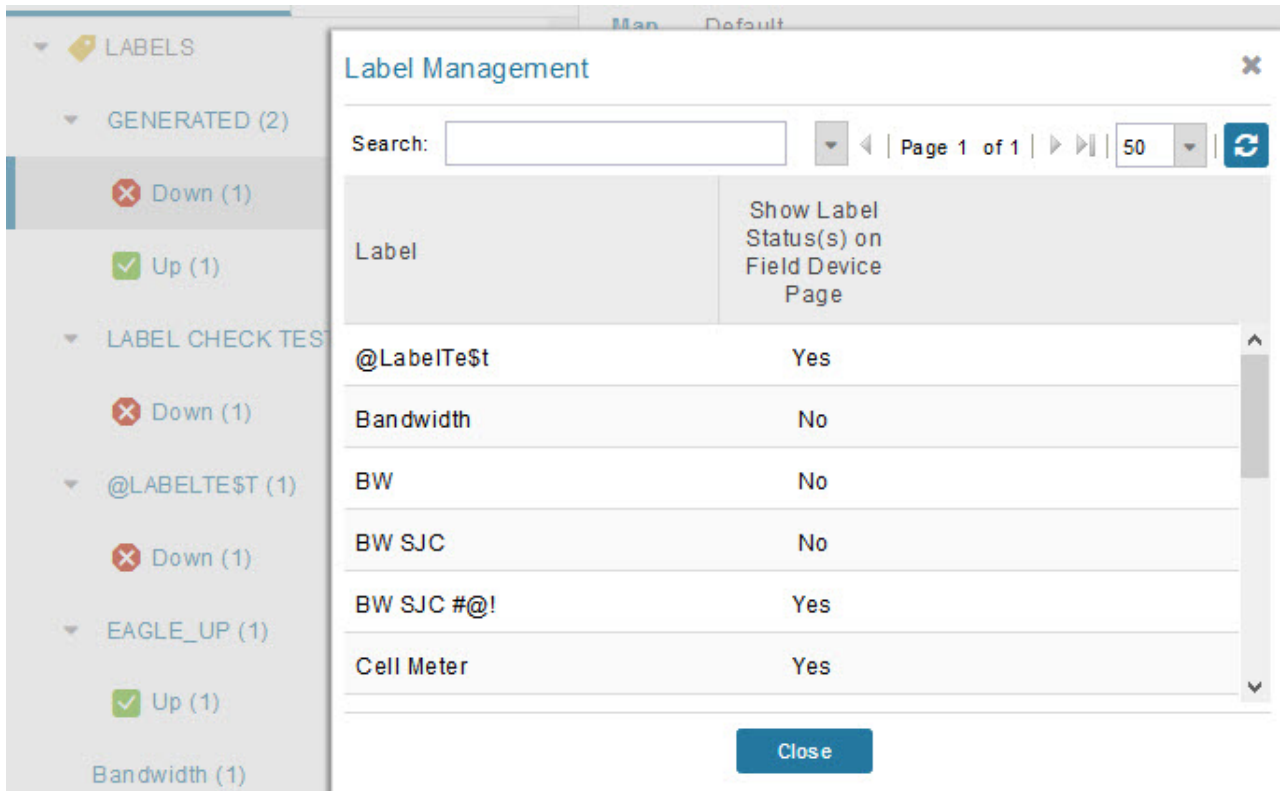 Map Default
LABELS
GENERATED (2)
Down (1)
Up (1)
LABEL CHECK TEST
Down (1)
@LABELTE$T (1)
Down (1)
EAGLE_UP (1)
Up (1)
Bandwidth (1)
Label Management
Search:
Page 1 of 1
50
Label
Show Label
Status(s) on
Field Device
Page
@LabelTe$t Yes
Bandwidth No
BW No
BW SJC No
BW SJC #@! Yes
Cell Meter Yes
Close